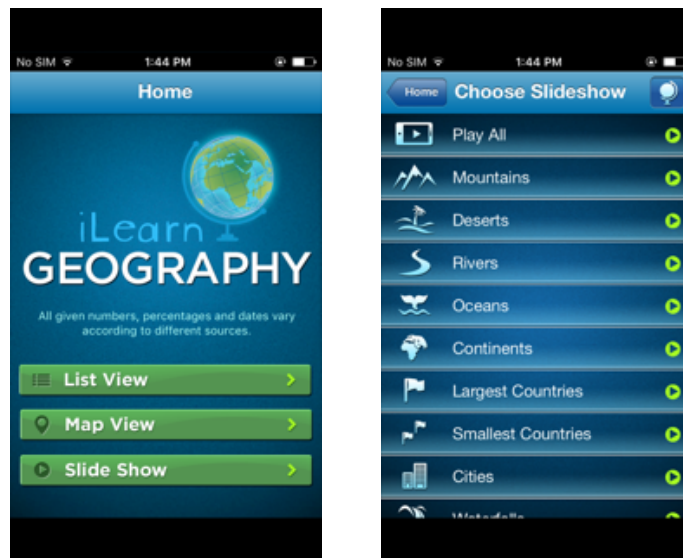 No SIM 1:44 PM
Home
iLearn
GEOGRAPHY
All given numbers, percentages and dates vary
according to different sources.
List View
Map View
Slide Show
No SIM 1:44 PM
Home Choose Slideshow
Play All
Mountains
Deserts
Rivers
Oceans
Continents
Largest Countries
Smallest Countries
Cities
Waterfalls